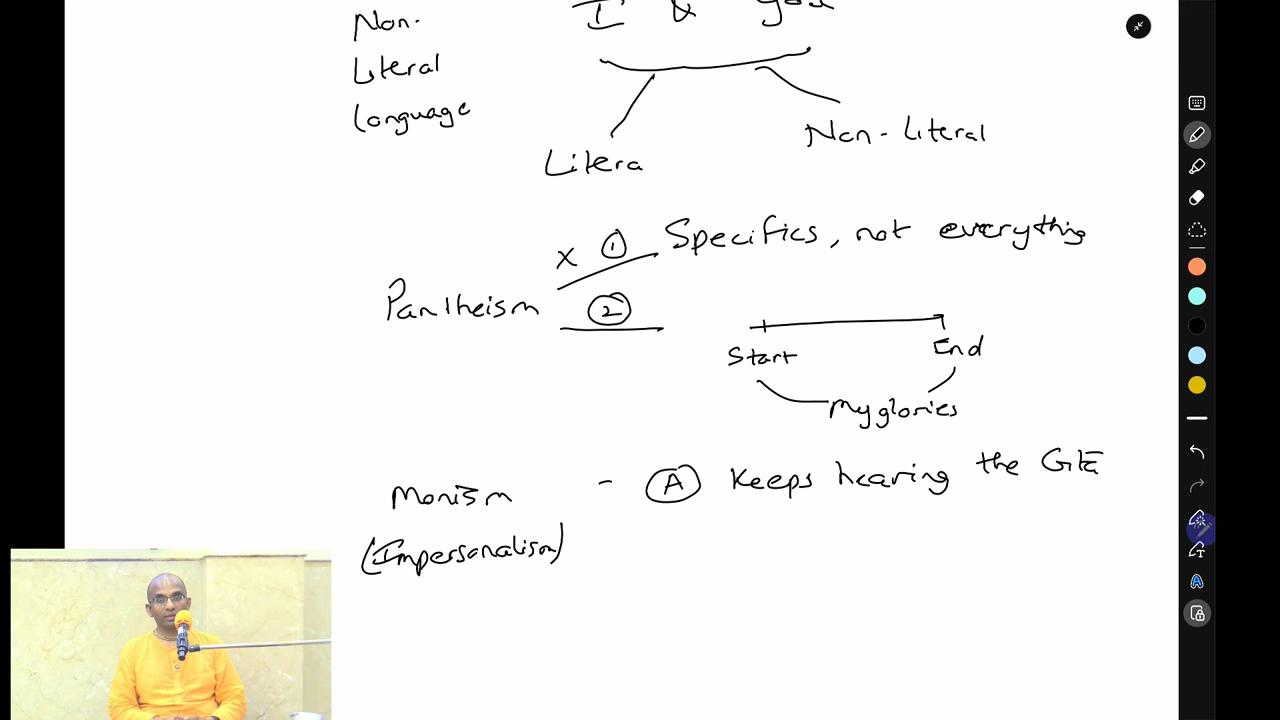 Non-
I & you
Literal
Language
Litera
Non-Literal
x ① Specifics, not everything
Pantheism ②
Start
End
My glories
Monism - Ⓐ Keeps hearing the
(Impersonalism)